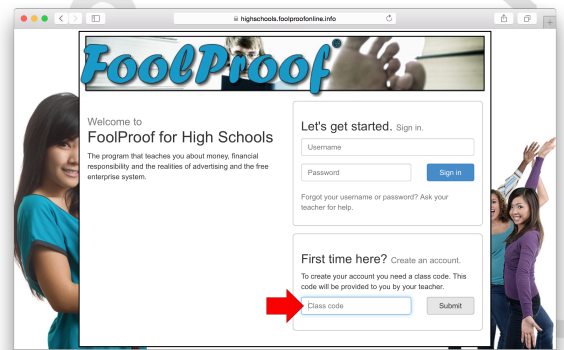 highschools.foolproofonline.info
FoolProof
Welcome to
FoolProof for High Schools
The program that teaches you about money, financial
responsibility and the realities of advertising and the free
enterprise system.
Let's get started. Sign in.
Username
Password
Sign in
Forgot your username or password? Ask your
teacher for help.
First time here? Create an account.
To create your account you need a class code. This
code will be provided to you by your teacher.
Class code
Submit